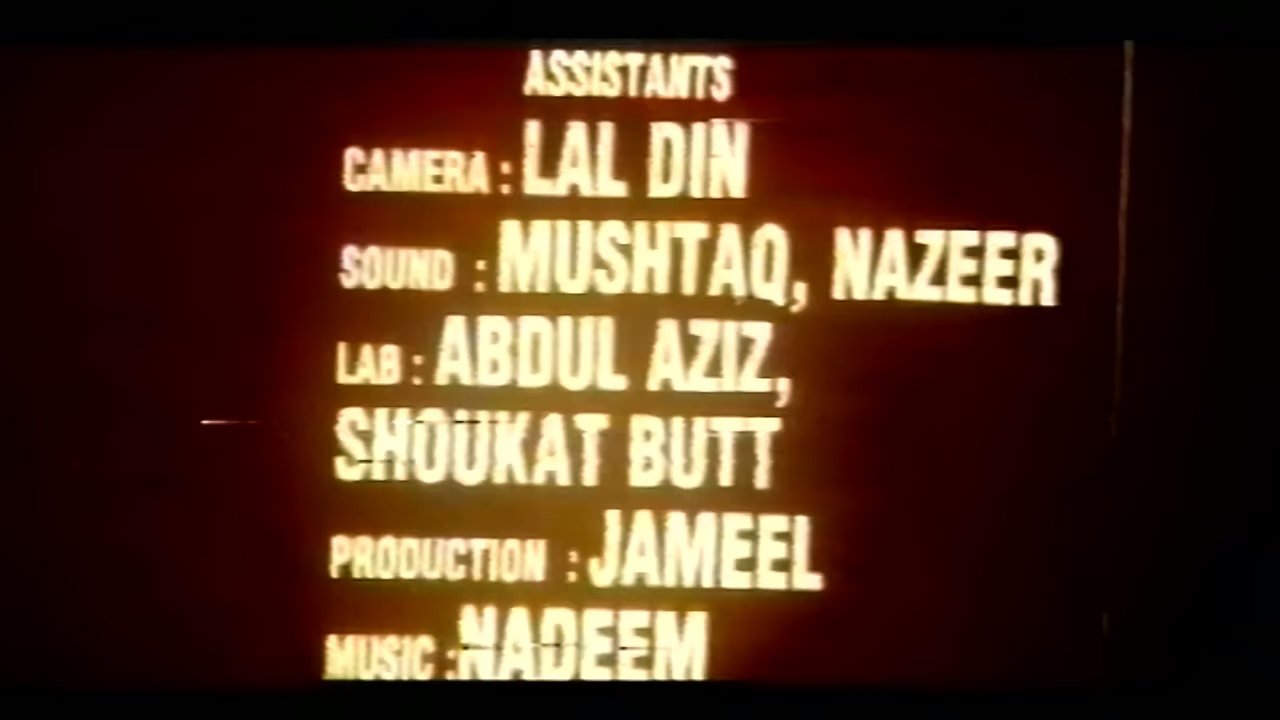 ASSISTANTS
CAMERA : LAL DIN
SOUND : MUSHTAQ, NAZEER
LAB : ABDUL AZIZ,
SHOUKAT BUTT
PRODUCTION : JAMEEL
MUSIC : NADEEM